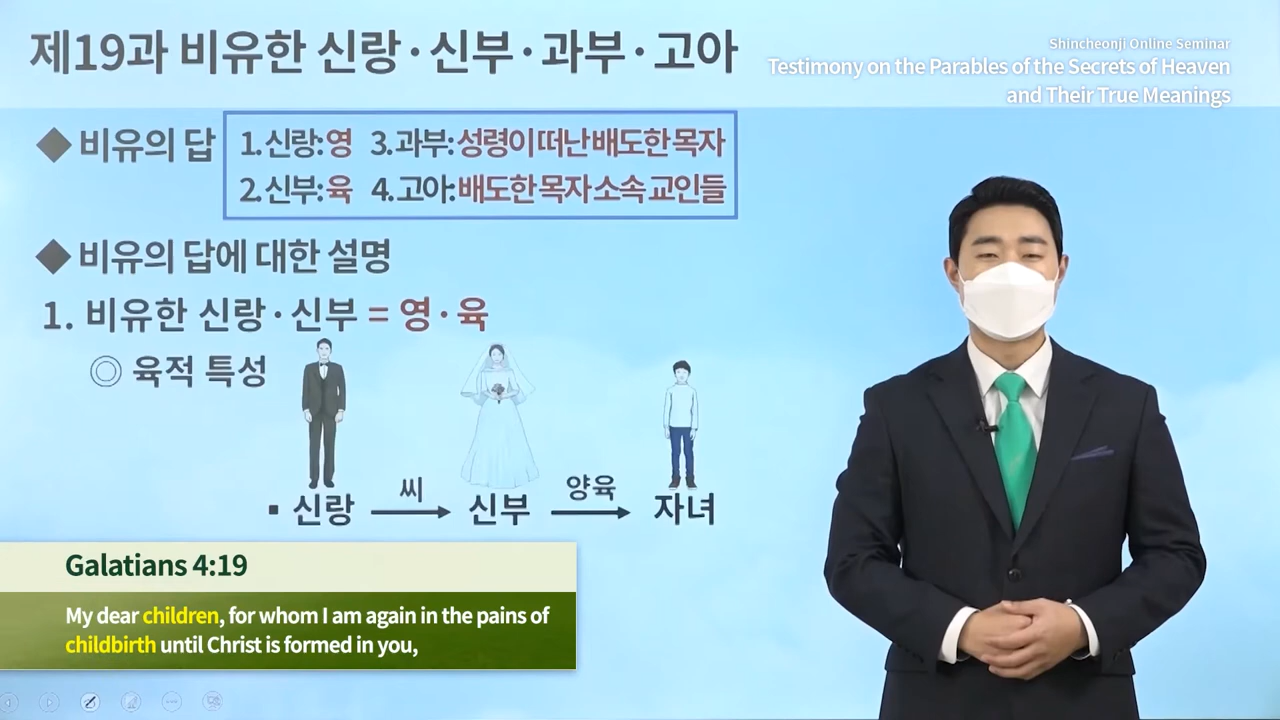 제19과 비유한 신랑·신부·과부·고아
Shincheonji Online Seminar
Testimony on the Parables of the Secrets of Heaven
and Their True Meanings
◆ 비유의 답
1. 신랑: 영 3. 과부: 성령이 떠난 배도한 목자
2. 신부: 육 4. 고아: 배도한 목자 소속 교인들
◆ 비유의 답에 대한 설명
1. 비유한 신랑·신부 = 영·육
◎ 육적 특성
씨 양육
▪ 신랑 신부 자녀
Galatians 4:19
My dear children, for whom I am again in the pains of
childbirth until Christ is formed in you,